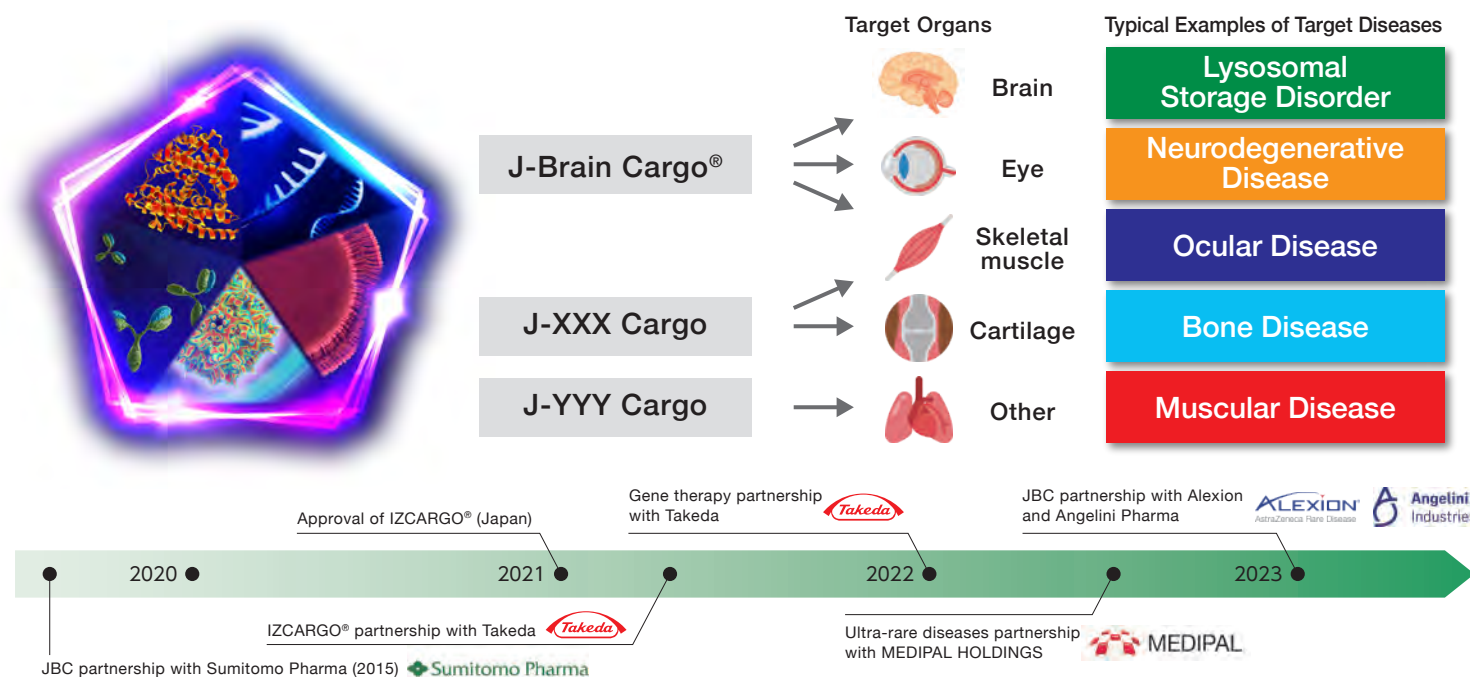 Target Organs
Typical Examples of Target Diseases
J-Brain Cargo®
J-XXX Cargo
J-YYY Cargo
Brain
Eye
Skeletal
muscle
Cartilage
Other
Lysosomal
Storage Disorder
Neurodegenerative
Disease
Ocular Disease
Bone Disease
Muscular Disease
Approval of IZCARGO® (Japan)
Gene therapy partnership
with Takeda
Takeda
JBC partnership with Alexion
and Angelini Pharma
ALEXION®
AstraZeneca Rare Disease
Angelini
Industrie
2020
2021
2022
2023
IZCARGO® partnership with Takeda
Takeda
JBC partnership with Sumitomo Pharma (2015)
Sumitomo Pharma
Ultra-rare diseases partnership
with MEDIPAL HOLDINGS
MEDIPAL